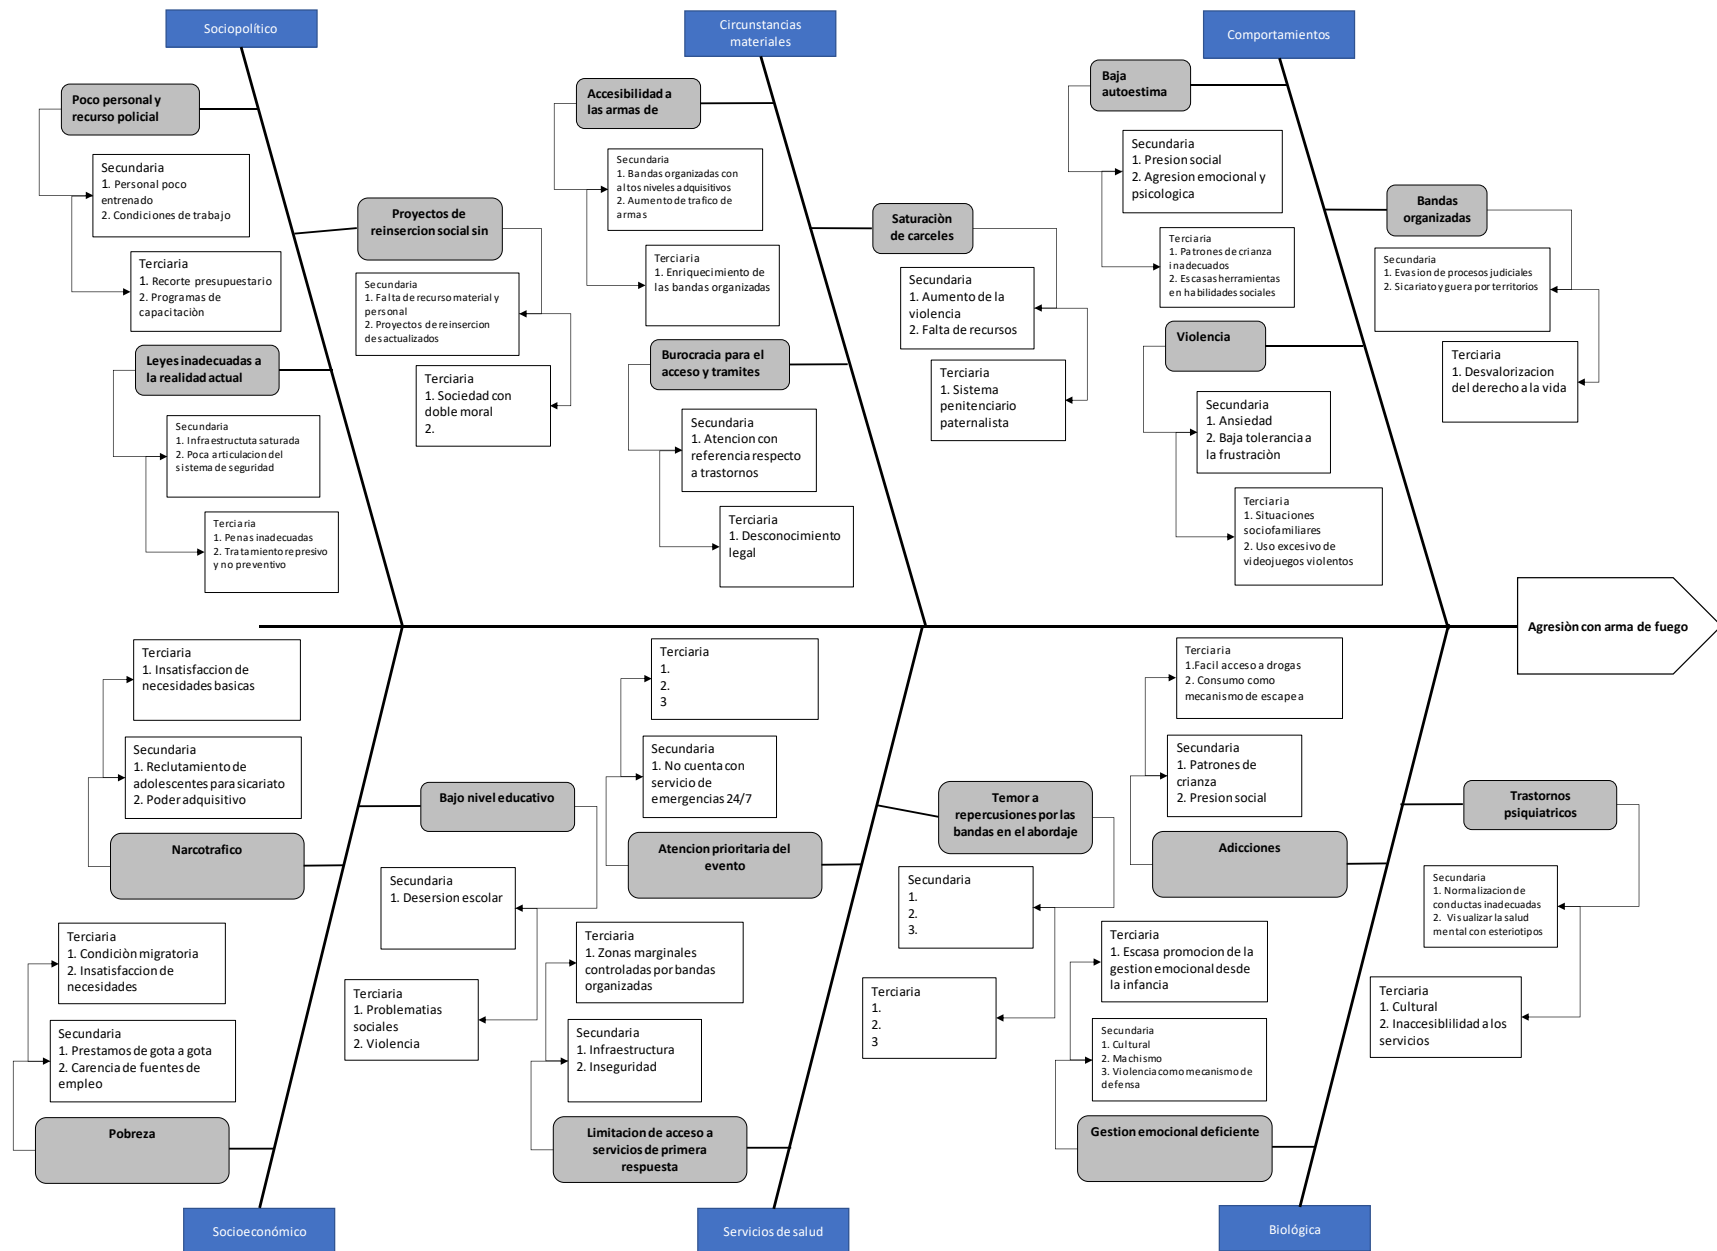 Sociopolítico
Circunstancias
materiales
Comportamientos
Poco personal y
recurso policial
Secundaria
1. Personal poco
entrenado
2. Condiciones de trabajo
Terciaria
1. Recorte presupuestario
2. Programas de
capacitaciòn
Proyectos de
reinsercion social sin
Secundaria
1. Falta de recurso material y
personal
2. Proyectos de reinsercion
desactualizados
Terciaria
1. Sociedad con
doble moral
2.
Leyes inadecuadas a
la realidad actual
Secundaria
1. Infraestructuta saturada
2. Poca articulacion del
sistema de seguridad
Terciaria
1. Penas inadecuadas
2. Tratamiento represivo
y no preventivo
Accesibilidad a
las armas de
Secundaria
1. Bandas organizadas con
altos niveles adquisitivos
2. Aumento de trafico de
armas
Terciaria
1. Enriquecimiento de
las bandas organizadas
Saturaciòn
de carceles
Secundaria
1. Aumento de la
violencia
2. Falta de recursos
Terciaria
1. Sistema
penitenciario
paternalista
Burocracia para el
acceso y tramites
Secundaria
1. Atencion con
referencia respecto
a trastornos
Terciaria
1. Desconocimiento
legal
Baja
autoestima
Secundaria
1. Presion social
2. Agresion emocional y
psicologica
Terciaria
1. Patrones de crianza
inadecuados
2. Escasas herramientas
en habilidades sociales
Bandas
organizadas
Secundaria
1. Evasion de procesos judiciales
2. Sicariato y guera por territorios
Terciaria
1. Desvalorizacion
del derecho a la vida
Violencia
Secundaria
1. Ansiedad
2. Baja tolerancia a
la frustraciòn
Terciaria
1. Situaciones
sociofamiliares
2. Uso excesivo de
videojuegos violentos
Agresiòn con arma de fuego
Terciaria
1. Insatisfaccion de
necesidades basicas
Secundaria
1. Reclutamiento de
adolescentes para sicariato
2. Poder adquisitivo
Narcotrafico
Bajo nivel educativo
Secundaria
1. Desersion escolar
Terciaria
1. Problematias
sociales
2. Violencia
Terciaria
1. Condiciòn migratoria
2. Insatisfaccion de
necesidades
Secundaria
1. Prestamos de gota a gota
2. Carencia de fuentes de
empleo
Pobreza
Socioeconómico
Terciaria
1.
2.
3
Secundaria
1. No cuenta con
servicio de
emergencias 24/7
Atencion prioritaria del
evento
Temor a
repercusiones por las
bandas en el abordaje
Secundaria
1.
2.
3.
Terciaria
1.
2.
3
Terciaria
1. Zonas marginales
controladas por bandas
organizadas
Secundaria
1. Infraestructura
2. Inseguridad
Limitacion de acceso a
servicios de primera
respuesta
Servicios de salud
Terciaria
1.Facil acceso a drogas
2. Consumo como
mecanismo de escape a
Secundaria
1. Patrones de
crianza
2. Presion social
Adicciones
Trastornos
psiquiatricos
Secundaria
1. Normalizacion de
conductas inadecuadas
2. Visualizar la salud
mental con esteriotipos
Terciaria
1. Cultural
2. Inaccesiblilidad a los
servicios
Terciaria
1. Escasa promocion de la
gestion emocional desde
la infancia
Secundaria
1. Cultural
2. Machismo
3. Violencia como mecanismo de
defensa
Gestion emocional deficiente
Biológica